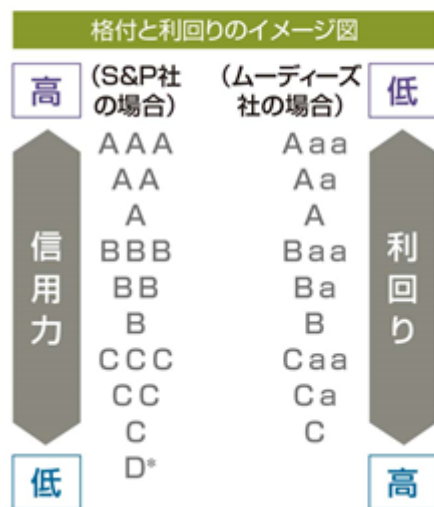 格付と利回りのイメージ図
高 （S&P社の場合） （ムーディーズ社の場合） 低
AAA Aaa
AA Aa
A A
BBB Baa
BB Ba
B B
CCC Caa
CC Ca
C C
D*
信用力
利回り
低 高